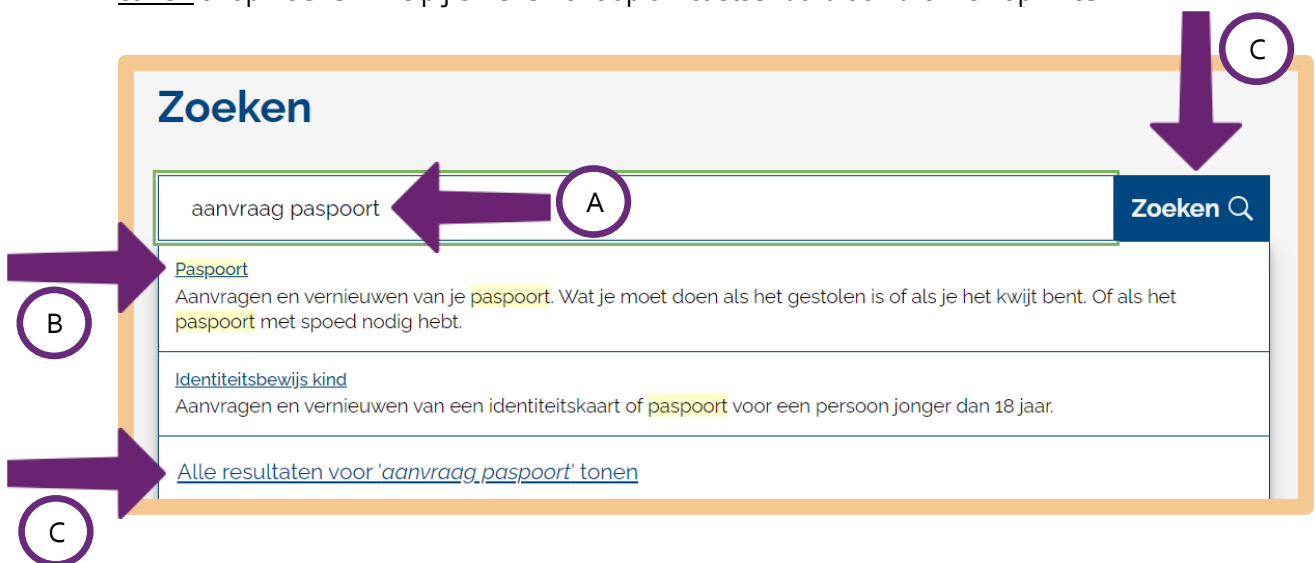 C
Zoeken
aanvraag paspoort
A
Zoeken
Paspoort
Aanvragen en vernieuwen van je paspoort. Wat je moet doen als het gestolen is of als je het kwijt bent. Of als het
paspoort met spoed nodig hebt.
B
Identiteitsbewijs kind
Aanvragen en vernieuwen van een identiteitskaart of paspoort voor een persoon jonger dan 18 jaar.
Alle resultaten voor 'aanvraag paspoort' tonen
C